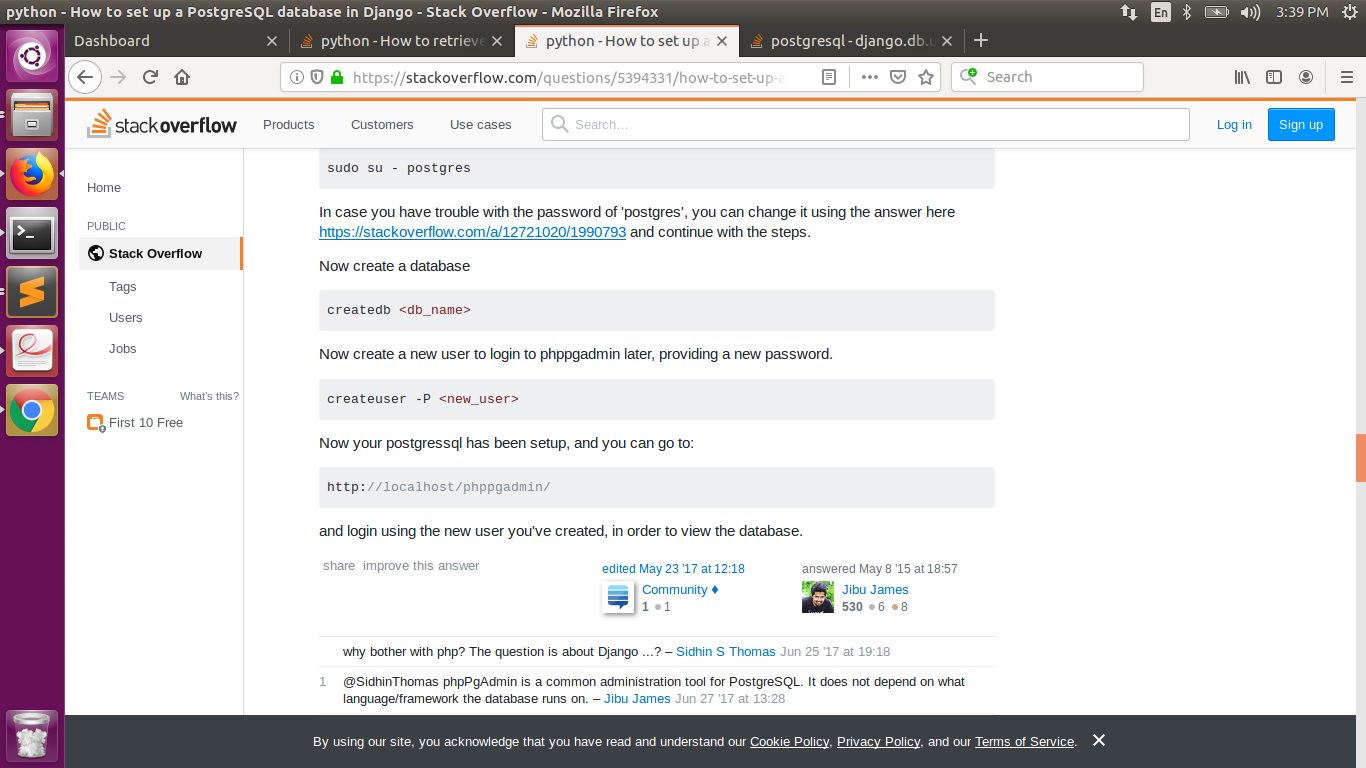 python - How to set up a PostgreSQL database in Django - Stack Overflow - Mozilla Firefox
En
3:39 PM
Dashboard
python - How to retrieve
python - How to set up a
postgresql - django.db.u
https://stackoverflow.com/questions/5394331/how-to-set-up-a
Search
stackoverflow
Products
Customers
Use cases
Search...
Log in
Sign up
Home
PUBLIC
Stack Overflow
Tags
Users
Jobs
TEAMS
What's this?
First 10 Free
sudo su - postgres
In case you have trouble with the password of 'postgres', you can change it using the answer here
https://stackoverflow.com/a/12721020/1990793 and continue with the steps.
Now create a database
createdb <db_name>
Now create a new user to login to phppgadmin later, providing a new password.
createuser -P <new_user>
Now your postgressql has been setup, and you can go to:
http://localhost/phppgadmin/
and login using the new user you've created, in order to view the database.
share improve this answer
edited May 23 '17 at 12:18
Community ♦
1 ● 1
answered May 8 '15 at 18:57
Jibu James
530 ● 6 ● 8
why bother with php? The question is about Django ...? – Sidhin S Thomas Jun 25 '17 at 19:18
1 @SidhinThomas phpPgAdmin is a common administration tool for PostgreSQL. It does not depend on what
language/framework the database runs on. – Jibu James Jun 27 '17 at 13:28
By using our site, you acknowledge that you have read and understand our Cookie Policy, Privacy Policy, and our Terms of Service.